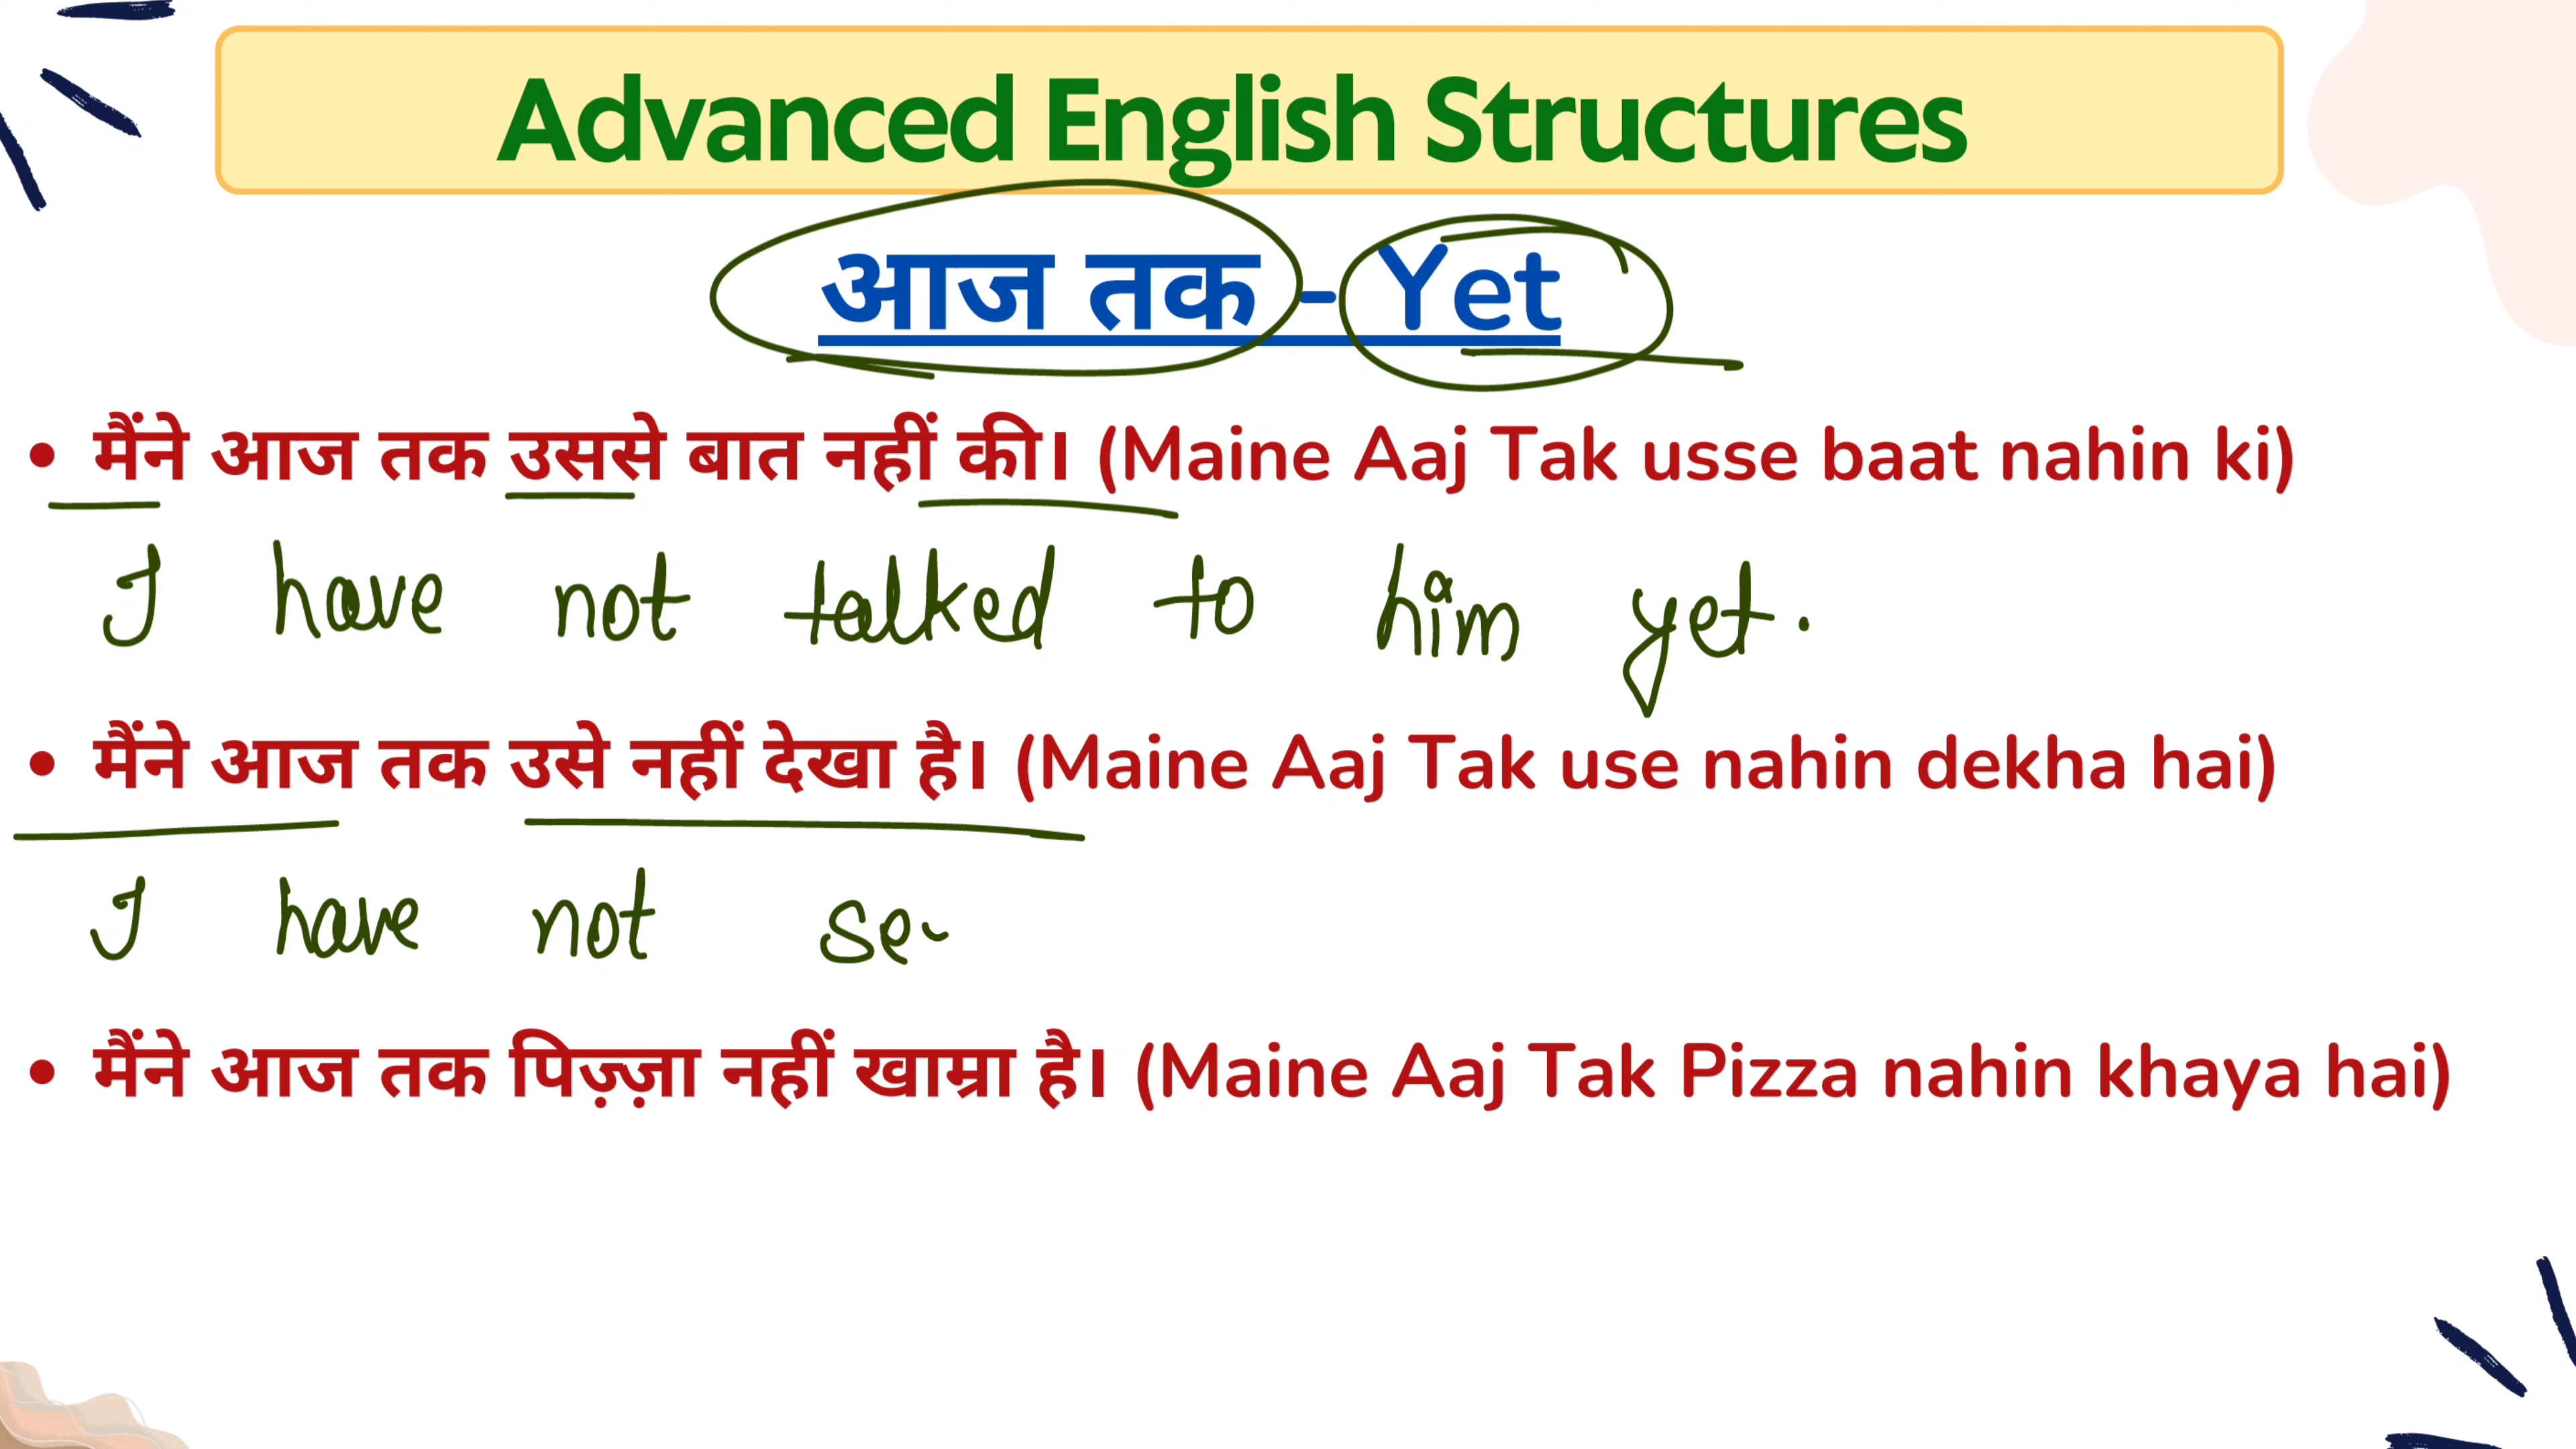 Advanced English Structures
आज तक - Yet
• मैंने आज तक उससे बात नहीं की। (Maine Aaj Tak usse baat nahin ki)
I have not talked to him yet.
• मैंने आज तक उसे नहीं देखा है। (Maine Aaj Tak use nahin dekha hai)
I have not se
• मैंने आज तक पिज़्ज़ा नहीं खाम्रा है। (Maine Aaj Tak Pizza nahin khaya hai)